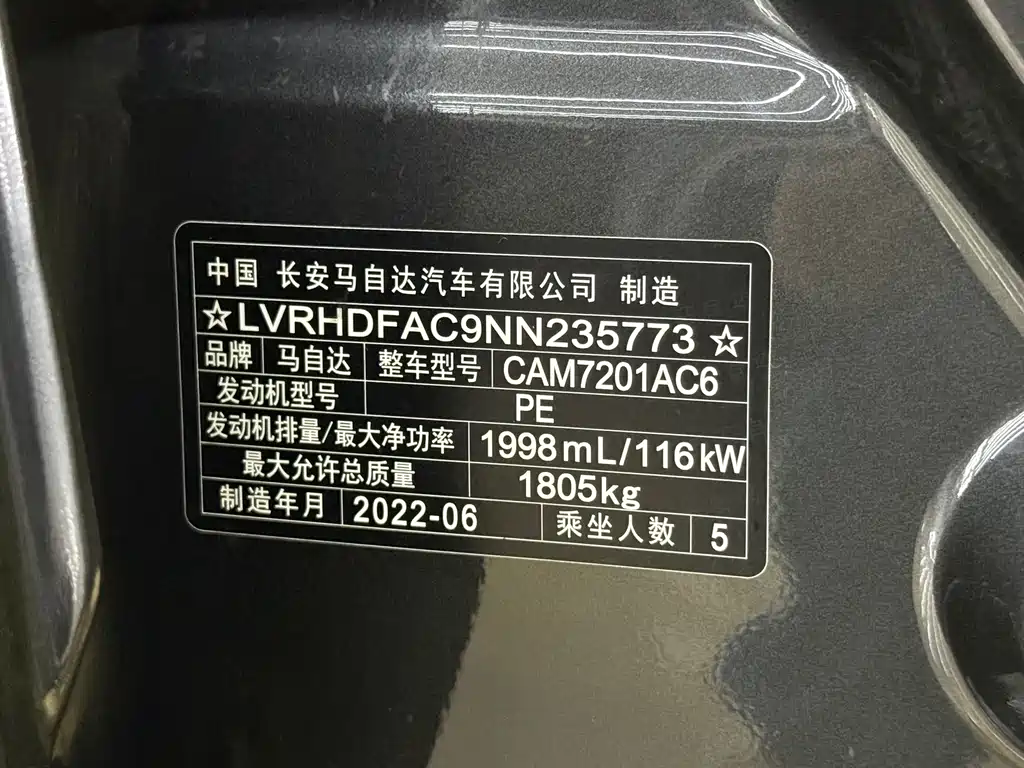 中国 长安马自达汽车有限公司 制造
☆LVRHDFAC9NN235773☆
品牌 马自达 整车型号 CAM7201AC6
发动机型号 PE
发动机排量/最大净功率 1998mL/116kW
最大允许总质量 1805kg
制造年月 2022-06 乘坐人数 5